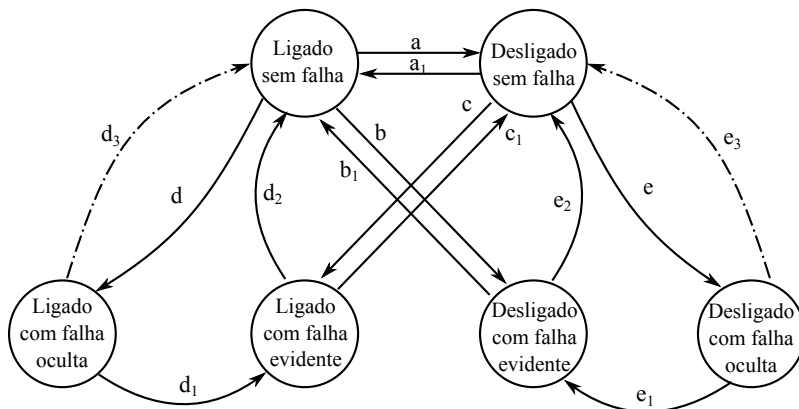 Ligado
sem falha
a
a1
Desligado
sem falha
d3
d
d2
b
b1
c
c1
e2
e
e3
Ligado
com falha
oculta
Ligado
com falha
evidente
Desligado
com falha
evidente
Desligado
com falha
oculta
d1
e1